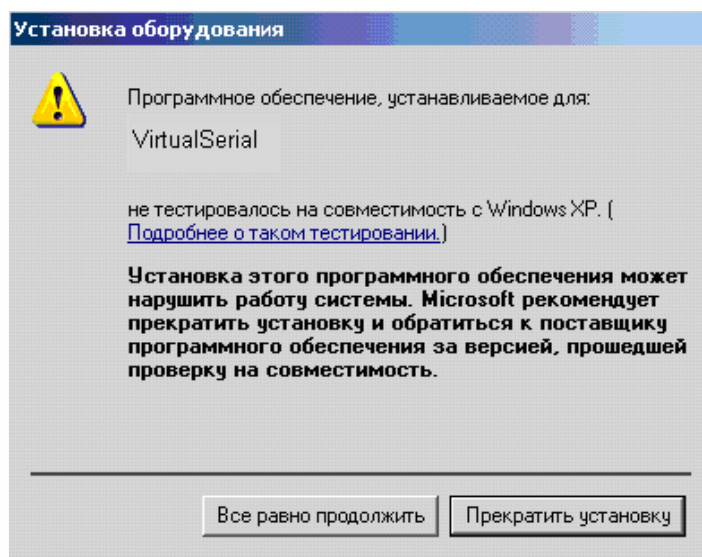 Установка оборудования
Программное обеспечение, устанавливаемое для:
VirtualSerial
не тестировалось на совместимость с Windows XP. (
Подробнее о таком тестировании.)
Установка этого программного обеспечения может
нарушить работу системы. Microsoft рекомендует
прекратить установку и обратиться к поставщику
программного обеспечения за версией, прошедшей
проверку на совместимость.
Все равно продолжить
Прекратить установку